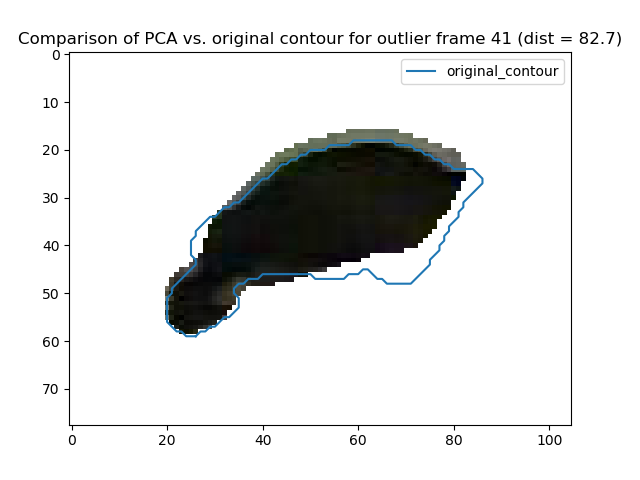 Comparison of PCA vs. original contour for outlier frame 41 (dist = 82.7)
original_contour
0
10
20
30
40
50
60
70
0 20 40 60 80 100